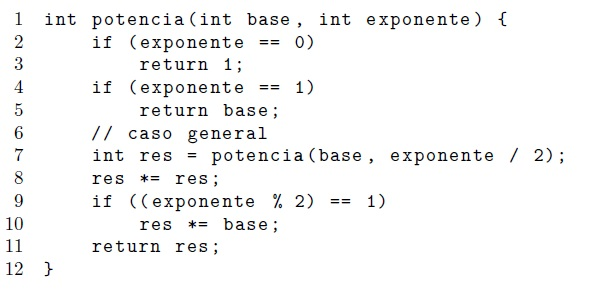 1 int potencia(int base, int exponente) {
2     if (exponente == 0)
3         return 1;
4     if (exponente == 1)
5         return base;
6     // caso general
7     int res = potencia(base, exponente / 2);
8     res *= res;
9     if ((exponente % 2) == 1)
10         res *= base;
11     return res;
12 }